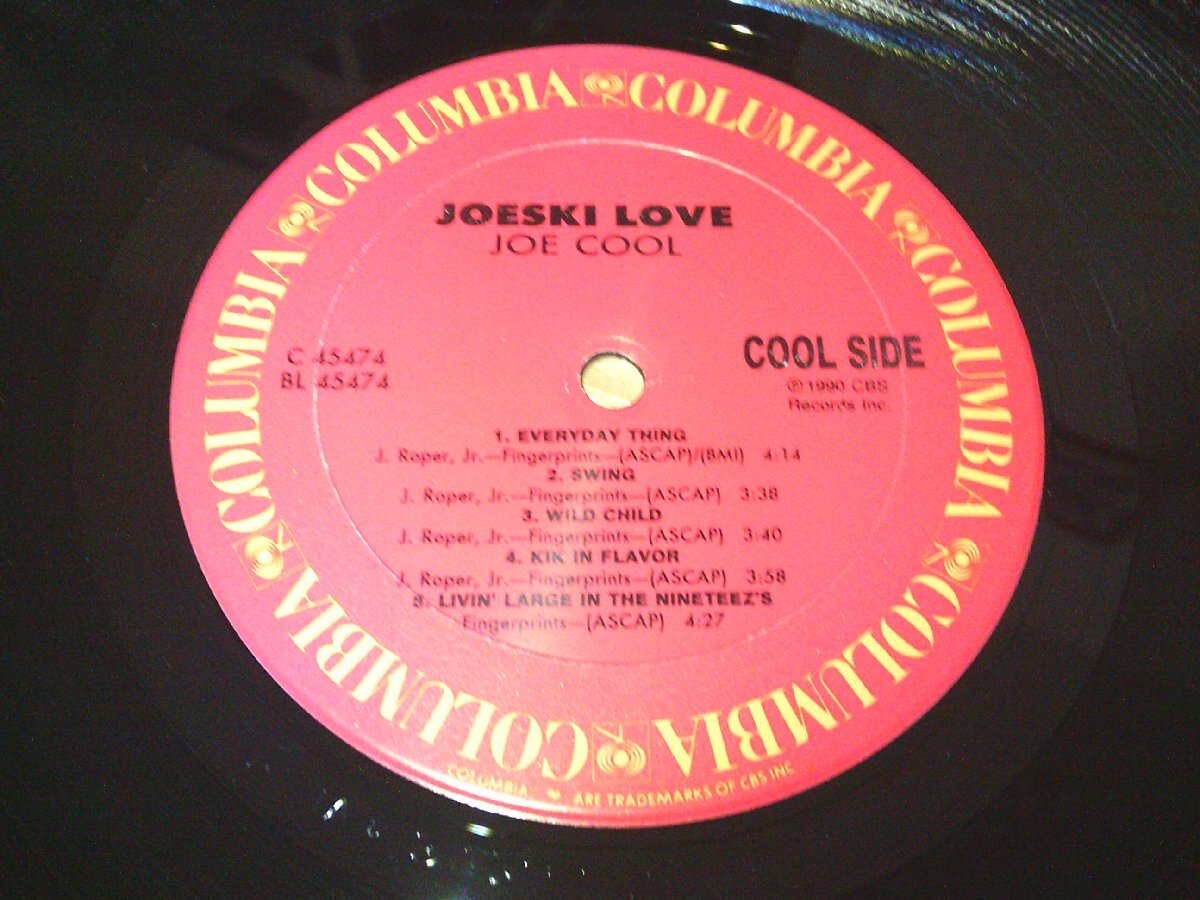 COLUMBIA COLUMBIA COLUMBIA COLUMBIA COLUMBIA COLUMBIA COLUMBIA
JOESKI LOVE
JOE COOL
C 45474
BL 45474
COOL SIDE
℗ 1990 CBS
Records Inc.
1. EVERYDAY THING
J. Roper, Jr.—Fingerprints—(ASCAP)/(BMI) 4:14
2. SWING
J. Roper, Jr.—Fingerprints—(ASCAP) 3:38
3. WILD CHILD
J. Roper, Jr.—Fingerprints—(ASCAP) 3:40
4. KIK IN FLAVOR
J. Roper, Jr.—Fingerprints—(ASCAP) 3:58
5. LIVIN' LARGE IN THE NINETEEZ'S
Fingerprints—(ASCAP) 4:27
COLUMBIA, ARE TRADEMARKS OF CBS INC